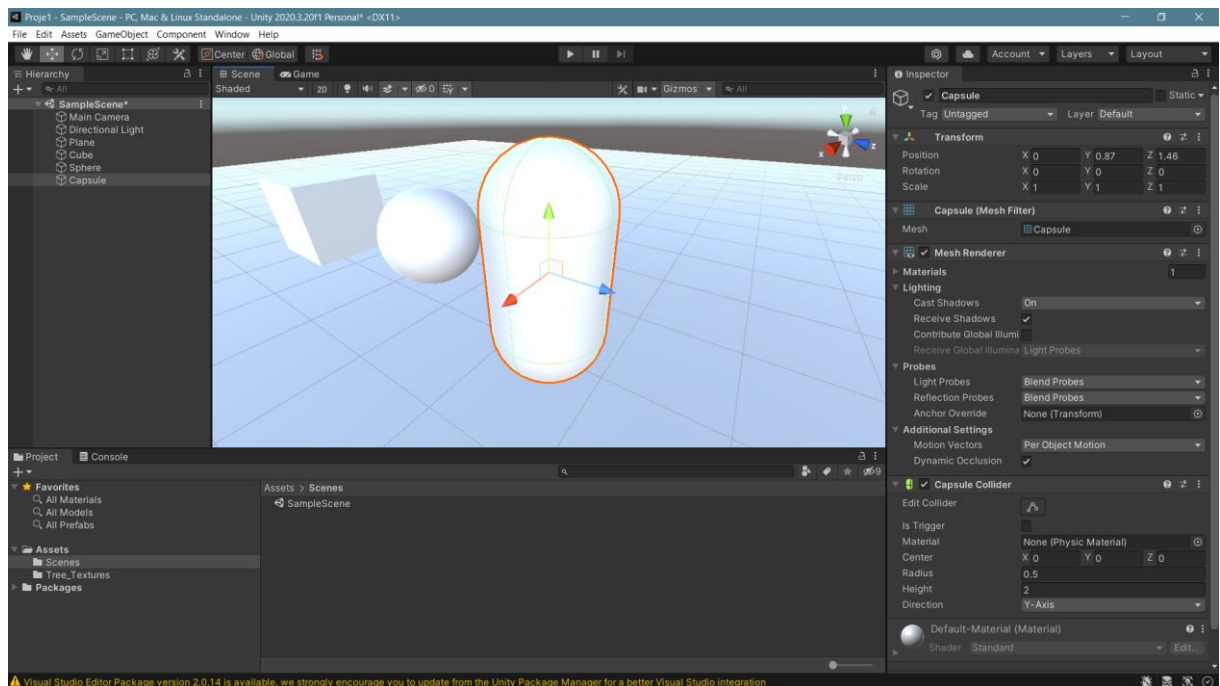 Proje1 - SampleScene - PC, Mac & Linux Standalone - Unity 2020.3.20f1 Personal* <DX11>
File Edit Assets GameObject Component Window Help
Center Global
Account Layers Layout
Hierarchy
All
SampleScene*
Main Camera
Directional Light
Plane
Cube
Sphere
Capsule
Scene Game
Shaded 2D 0 Gizmos All
y
x z
Persp
Inspector
Capsule Static
Tag Untagged Layer Default
Transform
Position X 0 Y 0.87 Z 1.46
Rotation X 0 Y 0 Z 0
Scale X 1 Y 1 Z 1
Capsule (Mesh Filter)
Mesh Capsule
Mesh Renderer
Materials 1
Lighting
Cast Shadows On
Receive Shadows
Contribute Global Illumi
Receive Global Illumina Light Probes
Probes
Light Probes Blend Probes
Reflection Probes Blend Probes
Anchor Override None (Transform)
Additional Settings
Motion Vectors Per Object Motion
Dynamic Occlusion
Capsule Collider
Edit Collider
Is Trigger
Material None (Physic Material)
Center X 0 Y 0 Z 0
Radius 0.5
Height 2
Direction Y-Axis
Default-Material (Material)
Shader Standard Edit...
Project Console
9
Favorites
All Materials
All Models
All Prefabs
Assets
Scenes
Tree_Textures
Packages
Assets > Scenes
SampleScene
Visual Studio Editor Package version 2.0.14 is available, we strongly encourage you to update from the Unity Package Manager for a better Visual Studio integration